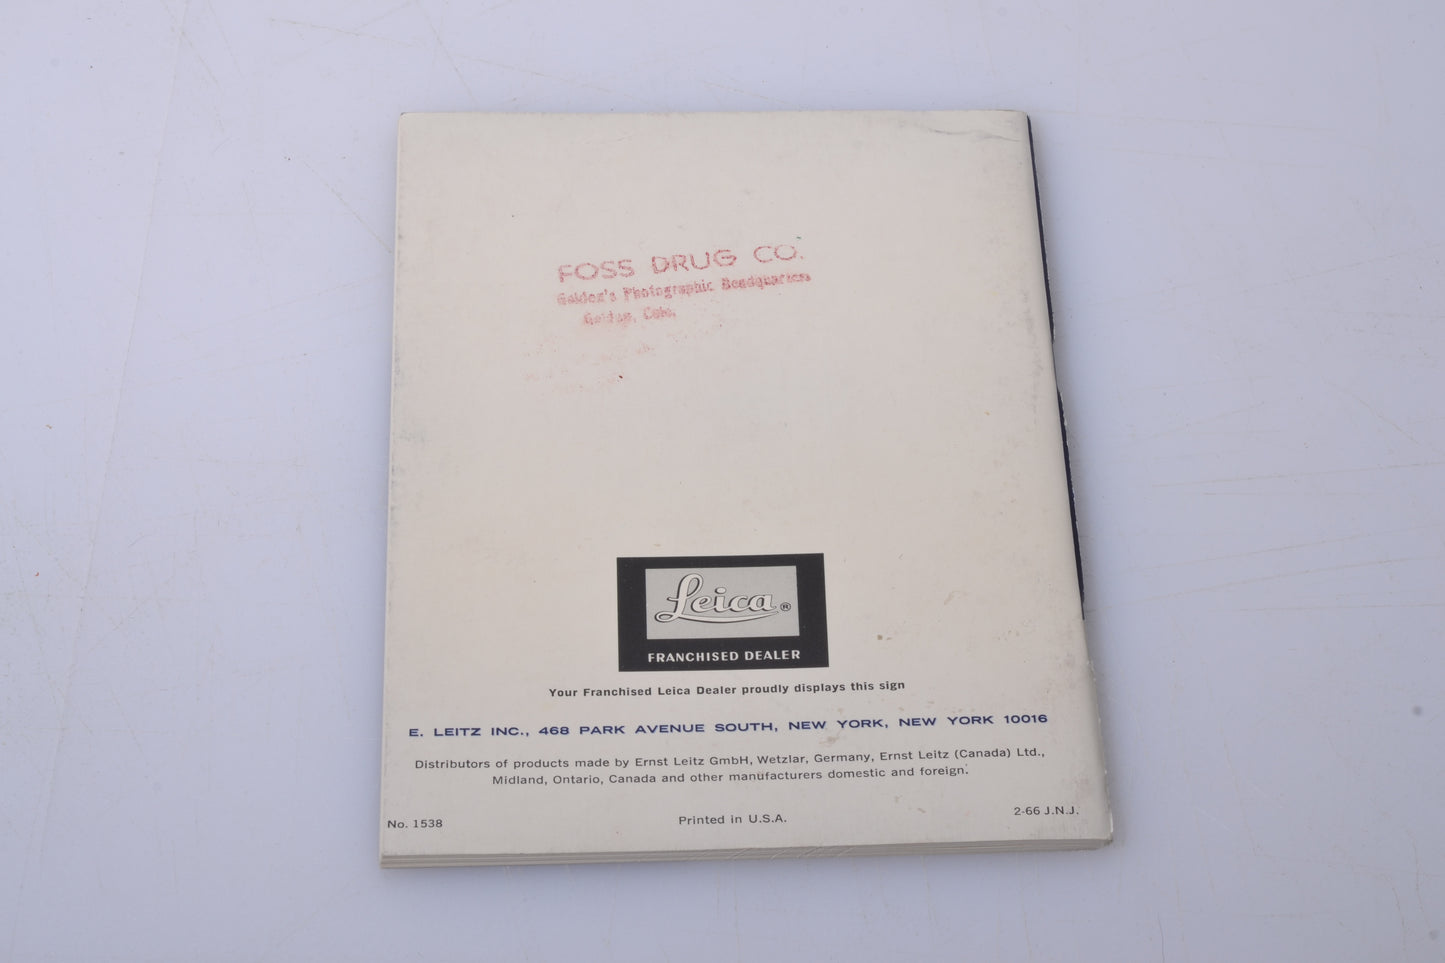 FOSS DRUG CO.
Golden's Photographic Headquarters
Golden, Colo.
Leica®
FRANCHISED DEALER
Your Franchised Leica Dealer proudly displays this sign
E. LEITZ INC., 468 PARK AVENUE SOUTH, NEW YORK, NEW YORK 10016
Distributors of products made by Ernst Leitz GmbH, Wetzlar, Germany, Ernst Leitz (Canada) Ltd.,
Midland, Ontario, Canada and other manufacturers domestic and foreign.
No. 1538
Printed in U.S.A.
2-66 J.N.J.